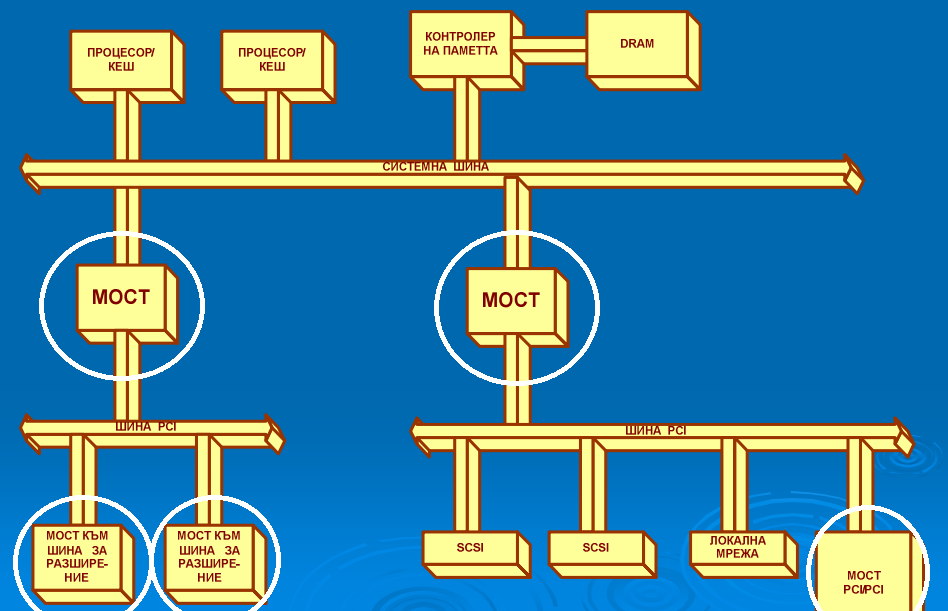 ПРОЦЕСОР/
КЕШ
ПРОЦЕСОР/
КЕШ
КОНТРОЛЕР
НА ПАМЕТТА
DRAM
СИСТЕМНА ШИНА
МОСТ
МОСТ
ШИНА PCI
ШИНА PCI
МОСТ КЪМ
ШИНА ЗА
РАЗШИРЕ-
НИЕ
МОСТ КЪМ
ШИНА ЗА
РАЗШИРЕ-
НИЕ
SCSI
SCSI
ЛОКАЛНА
МРЕЖА
МОСТ
PCI/PCI